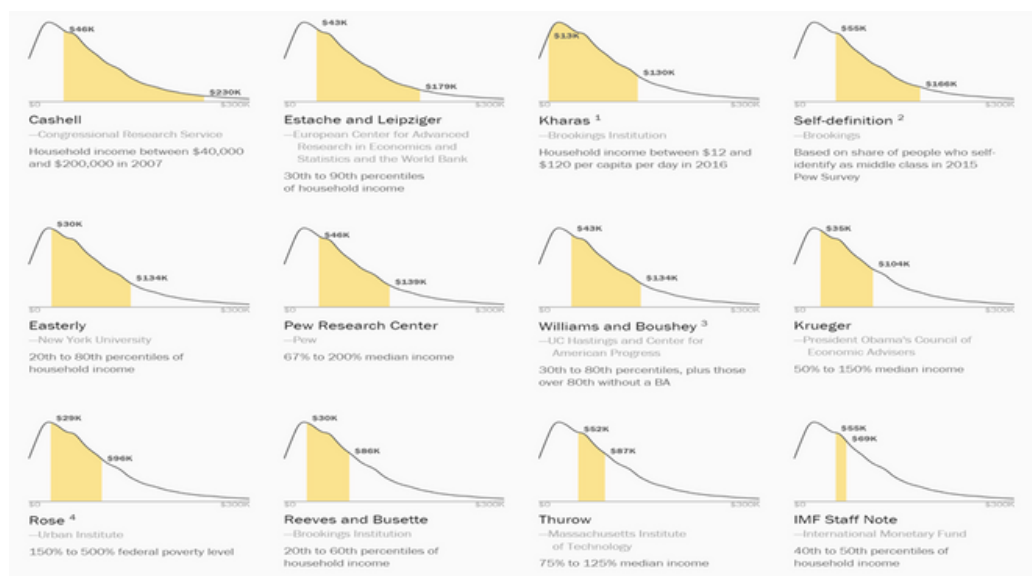 $46K
$230K
$0
$300K
Cashell
—Congressional Research Service
Household income between $40,000
and $200,000 in 2007
$43K
$179K
$0
$300K
Estache and Leipziger
—European Center for Advanced
Research in Economics and
Statistics and the World Bank
30th to 90th percentiles
of household income
$13K
$130K
$0
$300K
Kharas 1
—Brookings Institution
Household income between $12 and
$120 per capita per day in 2016
$55K
$166K
$0
$300K
Self-definition 2
—Brookings
Based on share of people who self-
identify as middle class in 2015
Pew Survey
$30K
$134K
$0
$300K
Easterly
—New York University
20th to 80th percentiles of
household income
$46K
$139K
$0
$300K
Pew Research Center
—Pew
67% to 200% median income
$43K
$134K
$0
$300K
Williams and Boushey 3
—UC Hastings and Center for
American Progress
30th to 80th percentiles, plus those
over 80th without a BA
$35K
$104K
$0
$300K
Krueger
—President Obama's Council of
Economic Advisers
50% to 150% median income
$29K
$96K
$0
$300K
Rose 4
—Urban Institute
150% to 500% federal poverty level
$30K
$86K
$0
$300K
Reeves and Busette
—Brookings Institution
20th to 60th percentiles of
household income
$52K
$87K
$0
$300K
Thurow
—Massachusetts Institute
of Technology
75% to 125% median income
$55K
$69K
$0
$300K
IMF Staff Note
—International Monetary Fund
40th to 50th percentiles of
household income